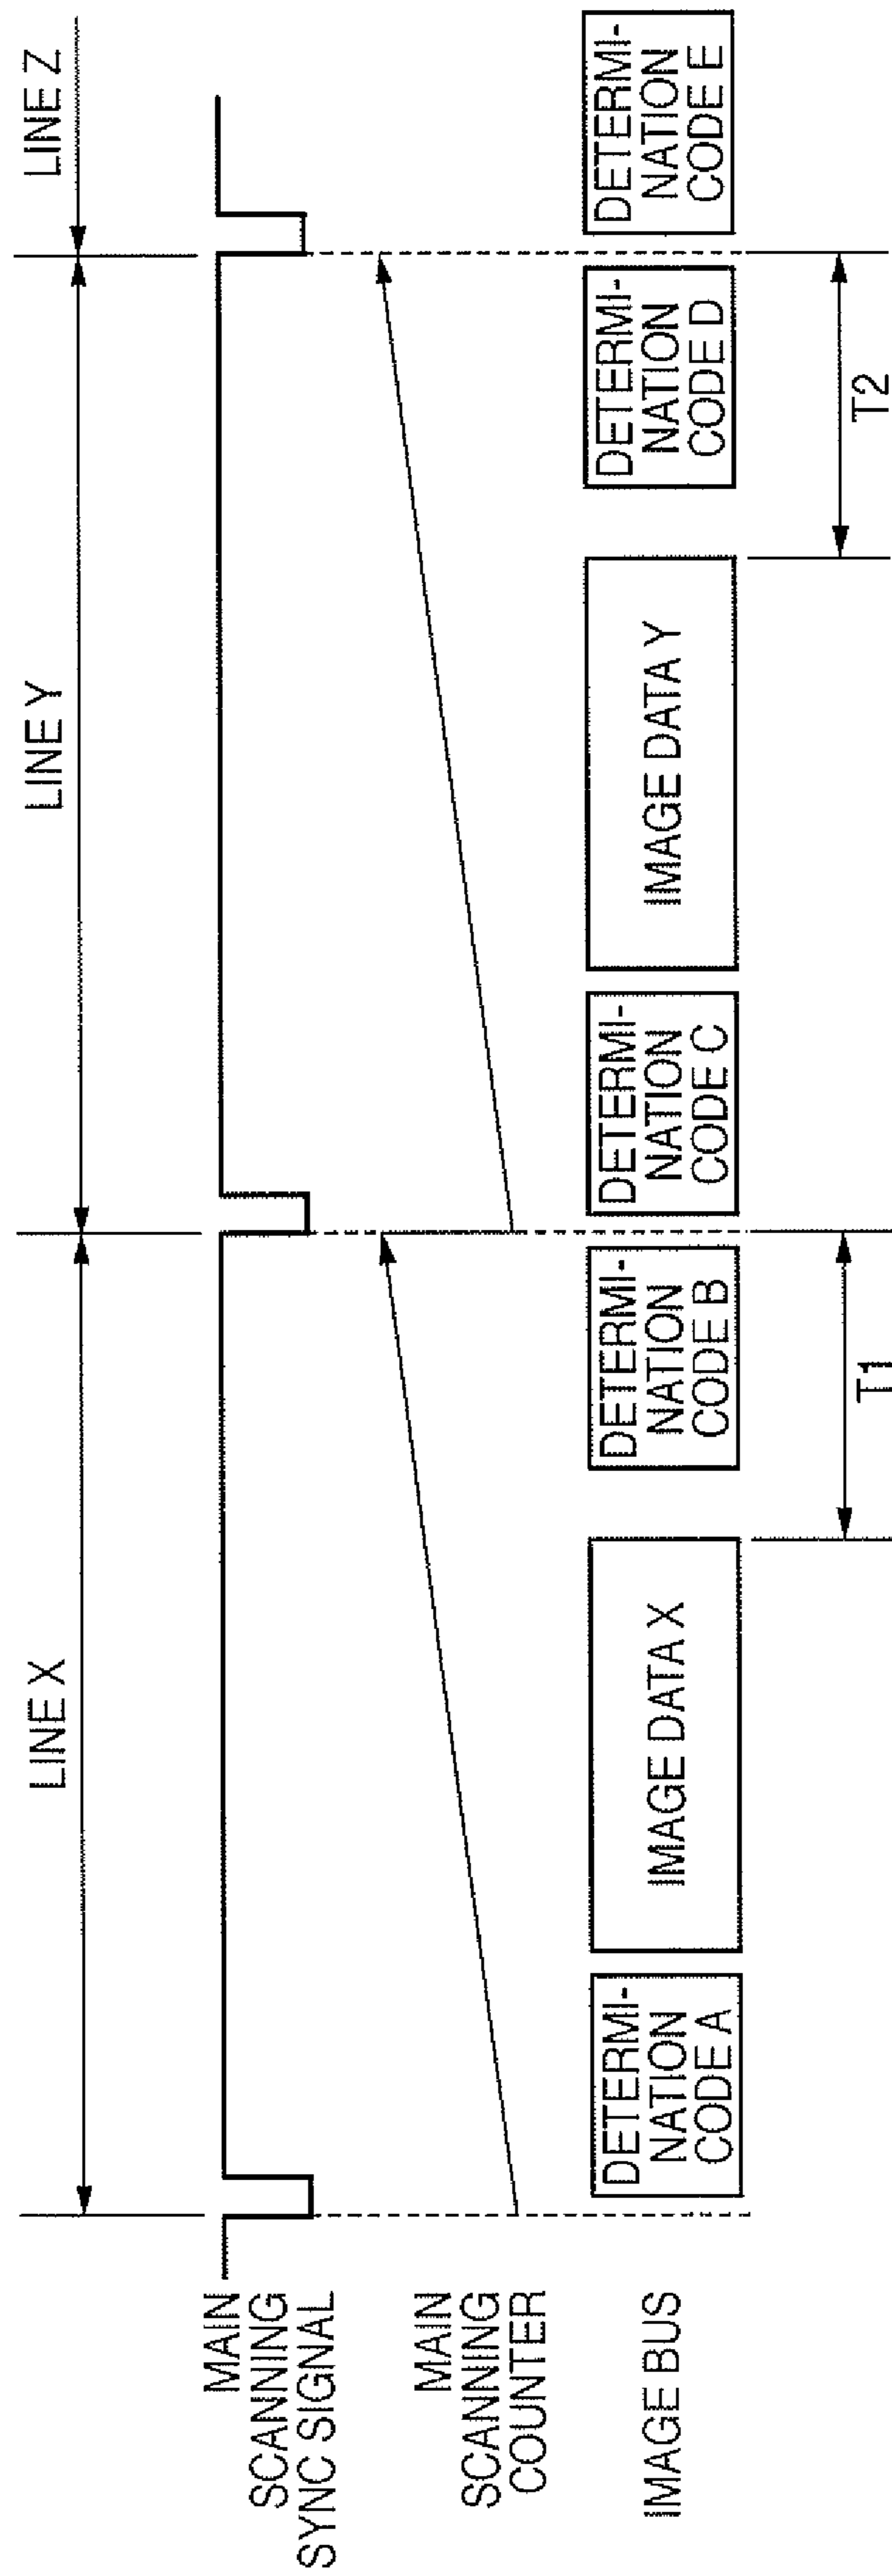 LINE X
LINE Y
LINE Z
MAIN
SCANNING
SYNC SIGNAL
MAIN
SCANNING
COUNTER
IMAGE BUS
DETERMI-
NATION
CODE A
IMAGE DATA X
DETERMI-
NATION
CODE B
DETERMI-
NATION
CODE C
IMAGE DATA Y
DETERMI-
NATION
CODE D
DETERMI-
NATION
CODE E
T1
T2